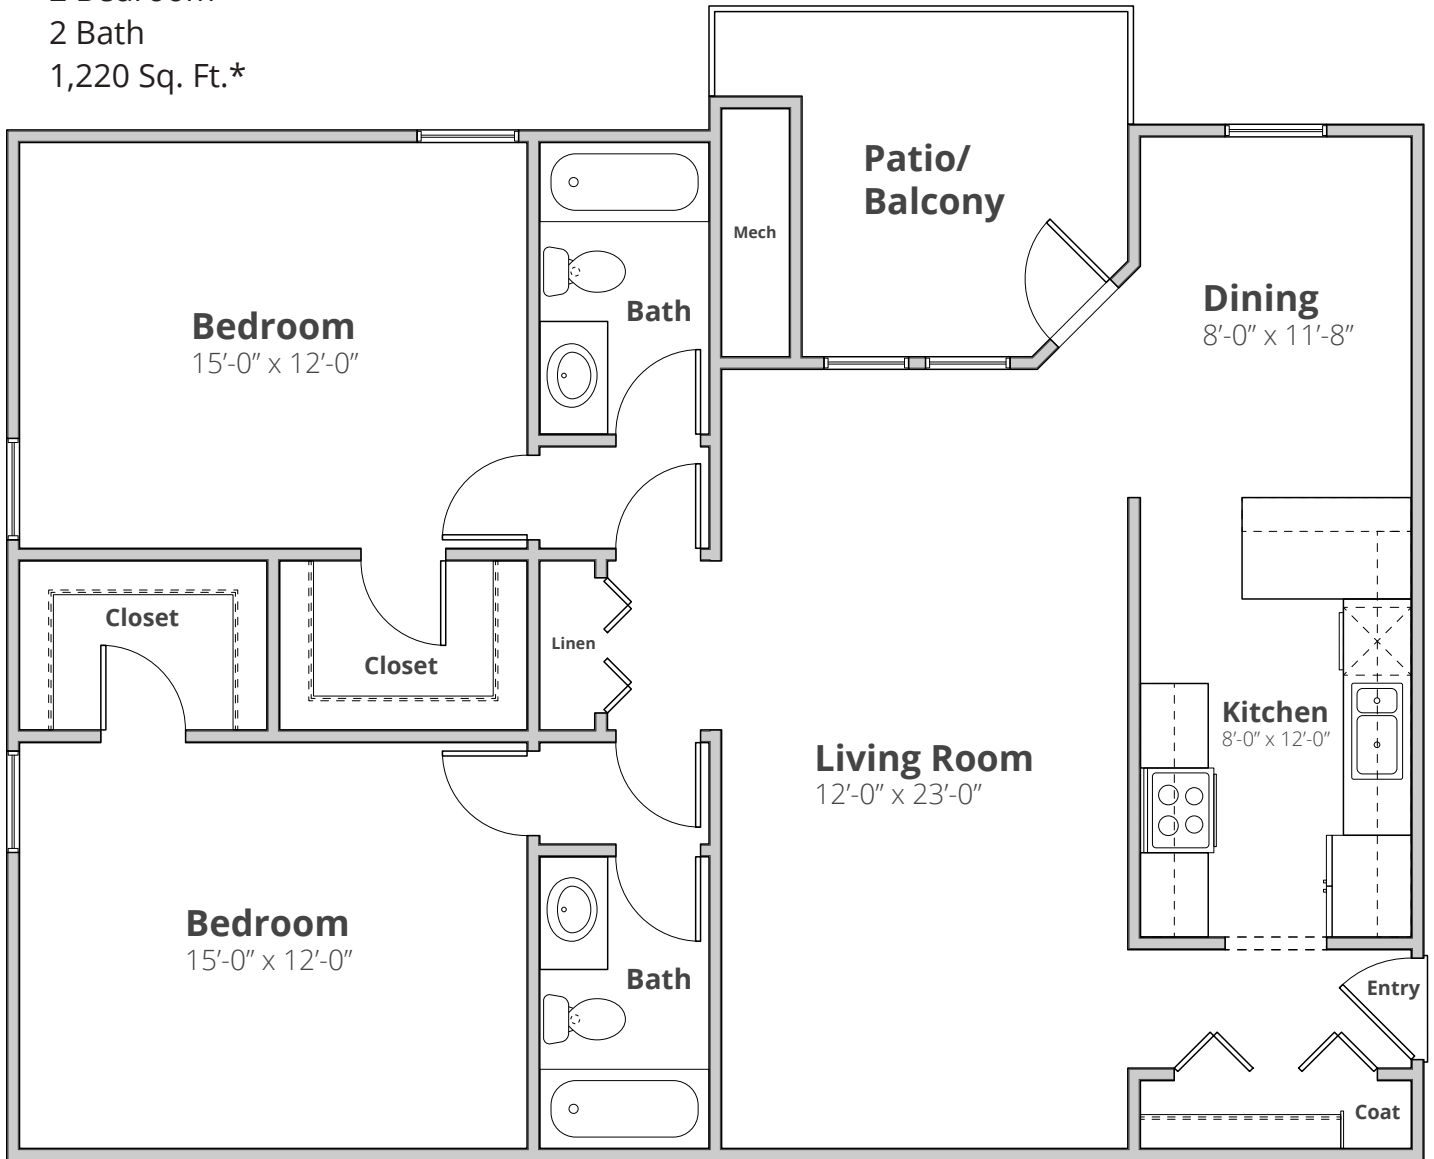 2 Bedroom
2 Bath
1,220 Sq. Ft.*
Patio/
Balcony
Mech
Bedroom
15’-0” x 12’-0”
Bath
Dining
8’-0” x 11’-8”
Closet
Closet
Linen
Kitchen
8’-0” x 12’-0”
Living Room
12’-0” x 23’-0”
Bedroom
15’-0” x 12’-0”
Bath
Entry
Coat